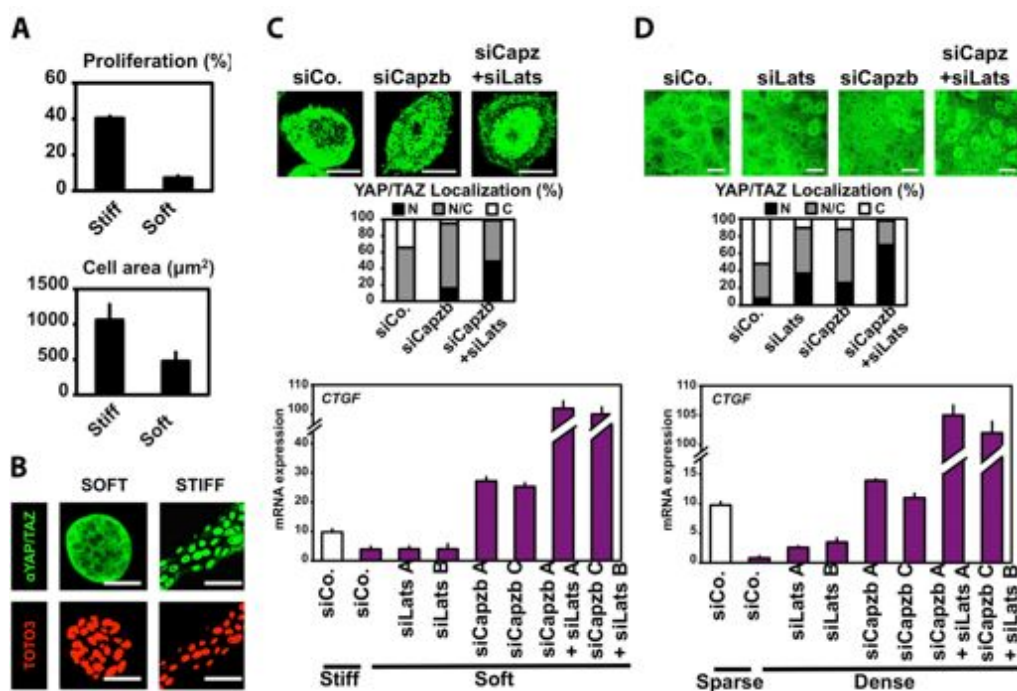 A
Proliferation (%)
60
40
20
0
Stiff
Soft
Cell area (µm²)
1500
1000
500
0
Stiff
Soft
B
SOFT
STIFF
αYAP/TAZ
TOTO3
C
siCo.
siCapzb
siCapz
+siLats
YAP/TAZ Localization (%)
N
N/C
C
100
80
60
40
20
0
siCo.
siCapzb
siCapzb
+siLats
CTGF
mRNA expression
110
100
40
30
20
10
0
siCo.
siCo.
siLats A
siLats B
siCapzb A
siCapzb C
siCapzb A
+ siLats A
siCapzb C
+ siLats B
Stiff
Soft
D
siCo.
siLats
siCapzb
siCapz
+siLats
YAP/TAZ Localization (%)
N
N/C
C
100
80
60
40
20
0
siCo.
siLats
siCapzb
siCapzb
+siLats
CTGF
mRNA expression
110
105
100
15
10
5
0
siCo.
siCo.
siLats A
siLats B
siCapzb A
siCapzb C
siCapzb A
+ siLats A
siCapzb C
+ siLats B
Sparse
Dense